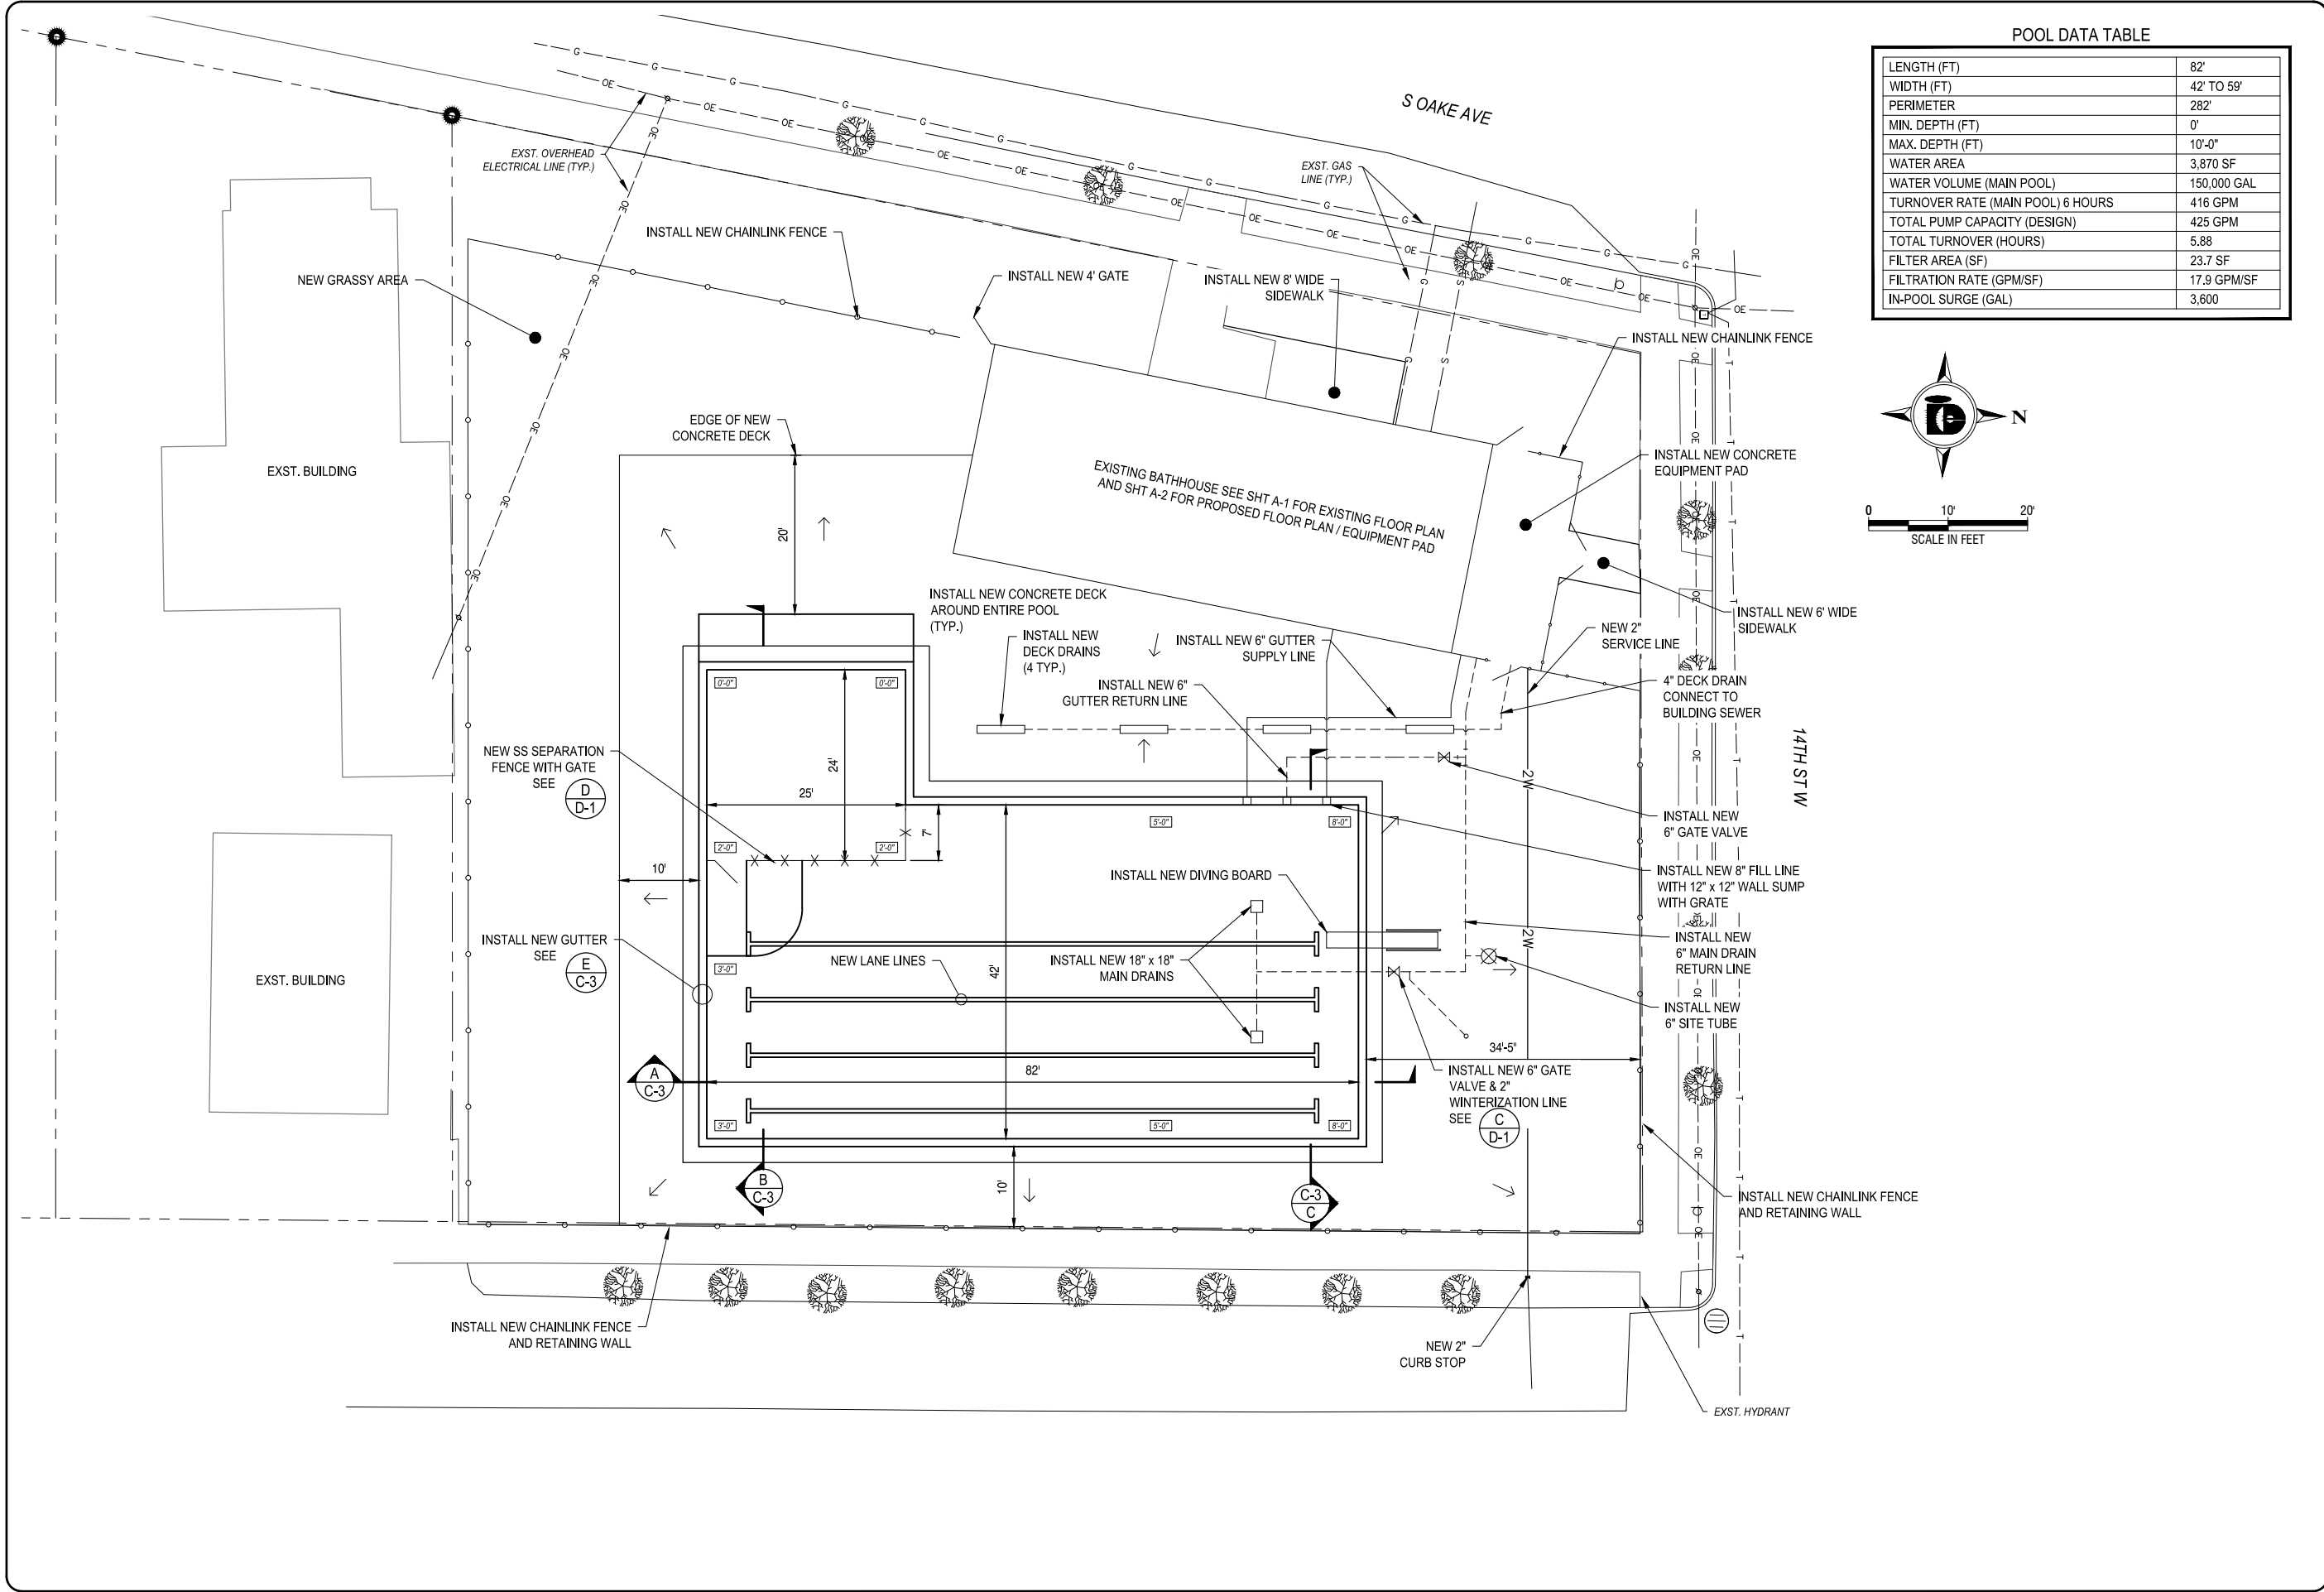 POOL DATA TABLE
LENGTH (FT) 82'
WIDTH (FT) 42' TO 59'
PERIMETER 282'
MIN. DEPTH (FT) 0'
MAX. DEPTH (FT) 10'-0"
WATER AREA 3,870 SF
WATER VOLUME (MAIN POOL) 150,000 GAL
TURNOVER RATE (MAIN POOL) 6 HOURS 416 GPM
TOTAL PUMP CAPACITY (DESIGN) 425 GPM
TOTAL TURNOVER (HOURS) 5.88
FILTER AREA (SF) 23.7 SF
FILTRATION RATE (GPM/SF) 17.9 GPM/SF
IN-POOL SURGE (GAL) 3,600
N
0 10' 20'
SCALE IN FEET
S OAKE AVE
14TH ST W
EXST. OVERHEAD
ELECTRICAL LINE (TYP.)
EXST. GAS
LINE (TYP.)
INSTALL NEW CHAINLINK FENCE
NEW GRASSY AREA
INSTALL NEW 4' GATE
INSTALL NEW 8' WIDE
SIDEWALK
INSTALL NEW CHAINLINK FENCE
EDGE OF NEW
CONCRETE DECK
EXST. BUILDING
EXISTING BATHHOUSE SEE SHT A-1 FOR EXISTING FLOOR PLAN
AND SHT A-2 FOR PROPOSED FLOOR PLAN / EQUIPMENT PAD
INSTALL NEW CONCRETE
EQUIPMENT PAD
20'
INSTALL NEW CONCRETE DECK
AROUND ENTIRE POOL
(TYP.)
INSTALL NEW
DECK DRAINS
(4 TYP.)
INSTALL NEW 6" GUTTER
SUPPLY LINE
INSTALL NEW 6"
GUTTER RETURN LINE
NEW 2"
SERVICE LINE
INSTALL NEW 6' WIDE
SIDEWALK
4" DECK DRAIN
CONNECT TO
BUILDING SEWER
0'-0"
0'-0"
NEW SS SEPARATION
FENCE WITH GATE
SEE
D
D-1
24'
25'
7'
2'-0"
2'-0"
5'-0"
8'-0"
2W
INSTALL NEW
6" GATE VALVE
10'
INSTALL NEW DIVING BOARD
INSTALL NEW 8" FILL LINE
WITH 12" x 12" WALL SUMP
WITH GRATE
INSTALL NEW GUTTER
SEE
E
C-3
3'-0"
NEW LANE LINES
42'
INSTALL NEW 18" x 18"
MAIN DRAINS
2W
INSTALL NEW
6" MAIN DRAIN
RETURN LINE
EXST. BUILDING
INSTALL NEW
6" SITE TUBE
34'-5"
A
C-3
82'
INSTALL NEW 6" GATE
VALVE & 2"
WINTERIZATION LINE
SEE
C
D-1
3'-0"
5'-0"
8'-0"
B
C-3
10'
C-3
C
INSTALL NEW CHAINLINK FENCE
AND RETAINING WALL
INSTALL NEW CHAINLINK FENCE
AND RETAINING WALL
NEW 2"
CURB STOP
EXST. HYDRANT